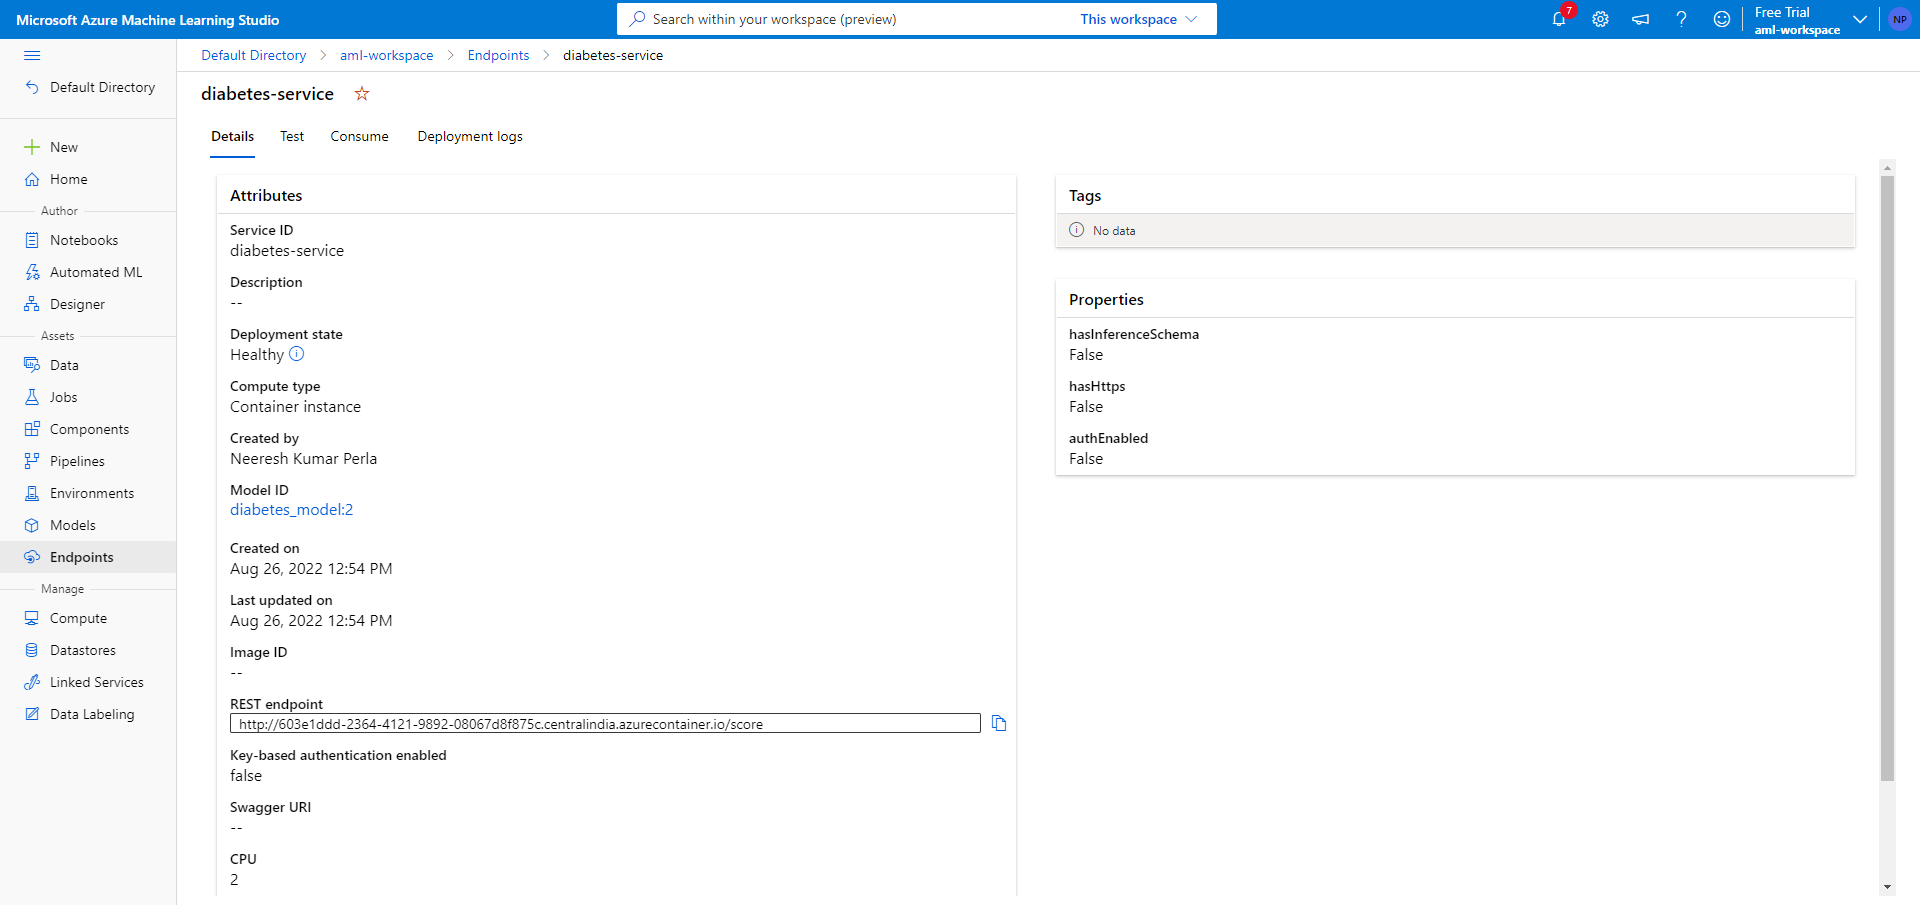 Microsoft Azure Machine Learning Studio
Search within your workspace (preview)
This workspace
7
?
Free Trial
aml-workspace
NP
Default Directory
New
Home
Author
Notebooks
Automated ML
Designer
Assets
Data
Jobs
Components
Pipelines
Environments
Models
Endpoints
Manage
Compute
Datastores
Linked Services
Data Labeling
Default Directory > aml-workspace > Endpoints > diabetes-service
diabetes-service
Details Test Consume Deployment logs
Attributes
Service ID
diabetes-service
Description
--
Deployment state
Healthy
Compute type
Container instance
Created by
Neeresh Kumar Perla
Model ID
diabetes_model:2
Created on
Aug 26, 2022 12:54 PM
Last updated on
Aug 26, 2022 12:54 PM
Image ID
--
REST endpoint
http://603e1ddd-2364-4121-9892-08067d8f875c.centralindia.azurecontainer.io/score
Key-based authentication enabled
false
Swagger URI
--
CPU
2
Tags
No data
Properties
hasInferenceSchema
False
hasHttps
False
authEnabled
False